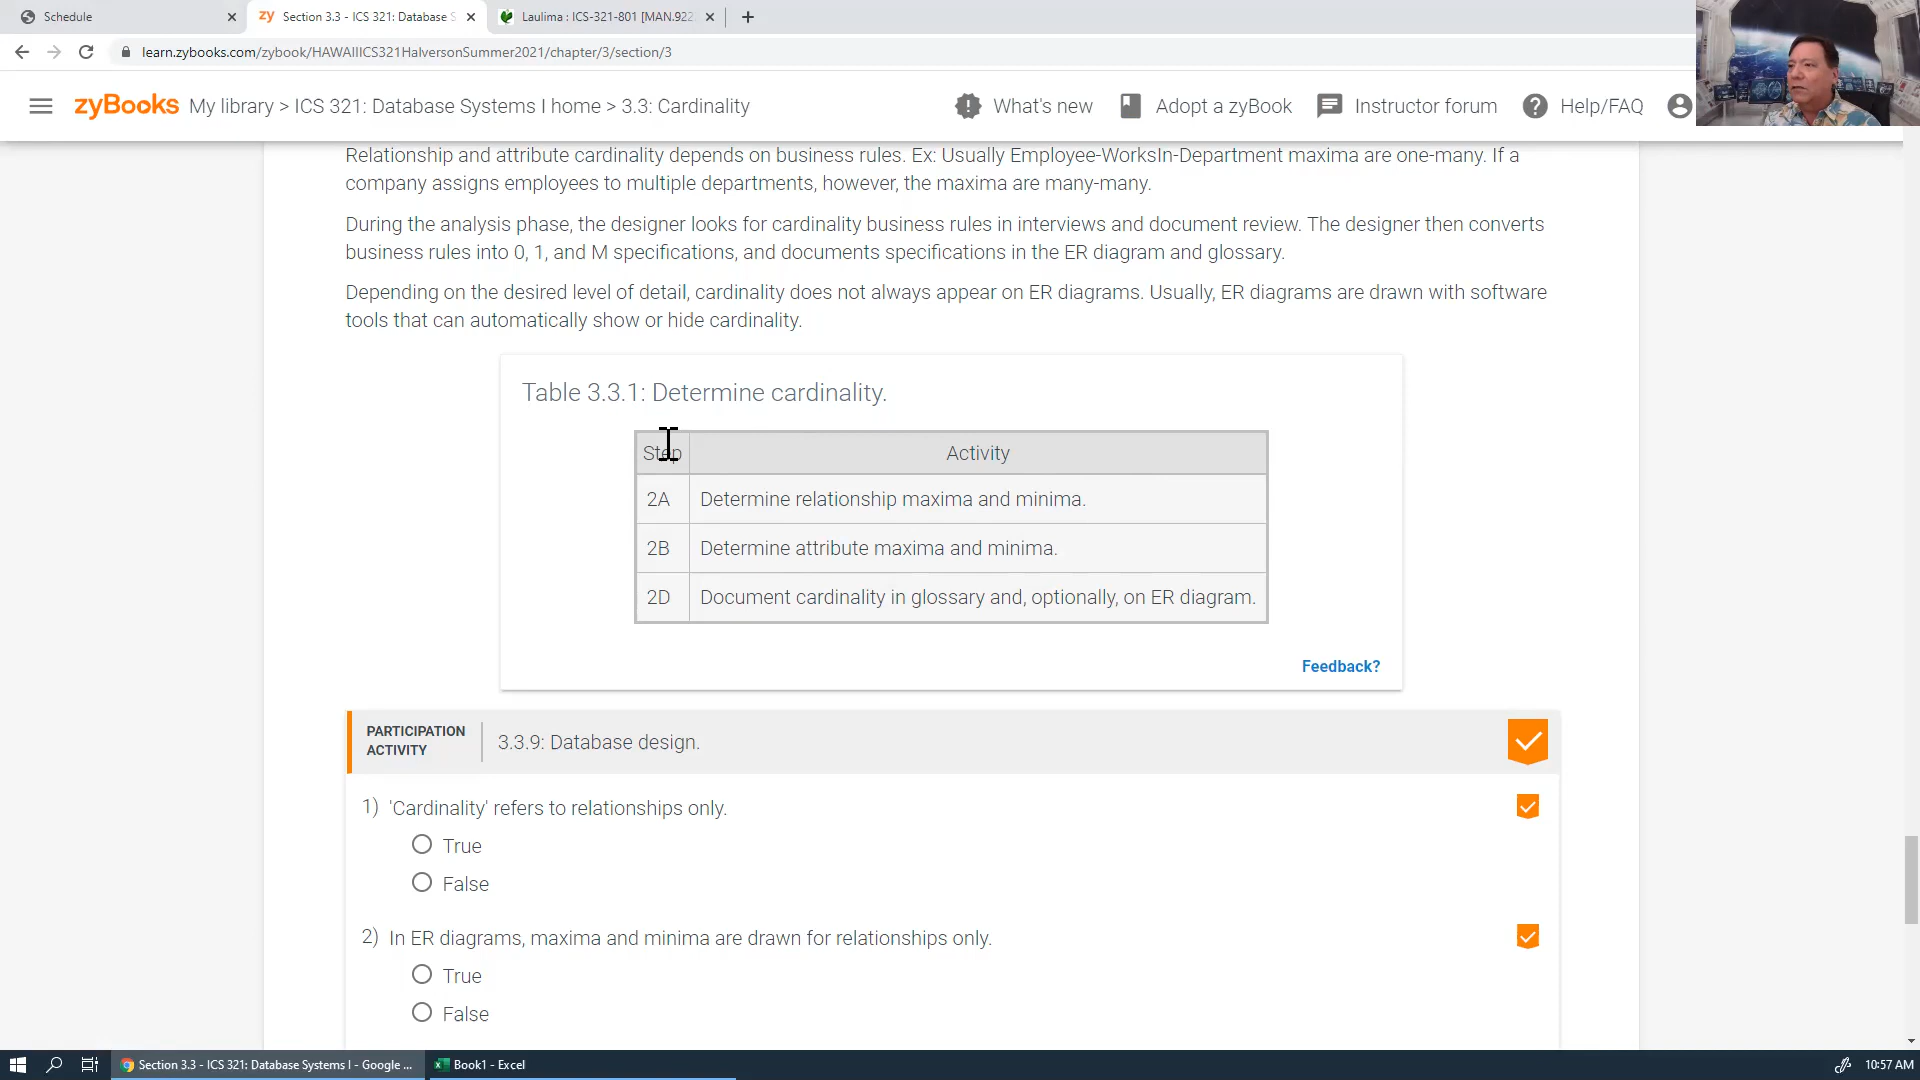 Schedule
zy Section 3.3 - ICS 321: Database S
Laulima : ICS-321-801 [MAN.922
learn.zybooks.com/zybook/HAWAIIICS321HalversonSummer2021/chapter/3/section/3
zyBooks My library > ICS 321: Database Systems I home > 3.3: Cardinality
What's new
Adopt a zyBook
Instructor forum
Help/FAQ
Relationship and attribute cardinality depends on business rules. Ex: Usually Employee-WorksIn-Department maxima are one-many. If a
company assigns employees to multiple departments, however, the maxima are many-many.
During the analysis phase, the designer looks for cardinality business rules in interviews and document review. The designer then converts
business rules into 0, 1, and M specifications, and documents specifications in the ER diagram and glossary.
Depending on the desired level of detail, cardinality does not always appear on ER diagrams. Usually, ER diagrams are drawn with software
tools that can automatically show or hide cardinality.
Table 3.3.1: Determine cardinality.
Step Activity
2A Determine relationship maxima and minima.
2B Determine attribute maxima and minima.
2D Document cardinality in glossary and, optionally, on ER diagram.
Feedback?
PARTICIPATION
ACTIVITY
3.3.9: Database design.
1) 'Cardinality' refers to relationships only.
True
False
2) In ER diagrams, maxima and minima are drawn for relationships only.
True
False
Section 3.3 - ICS 321: Database Systems I - Google ...
Book1 - Excel
10:57 AM